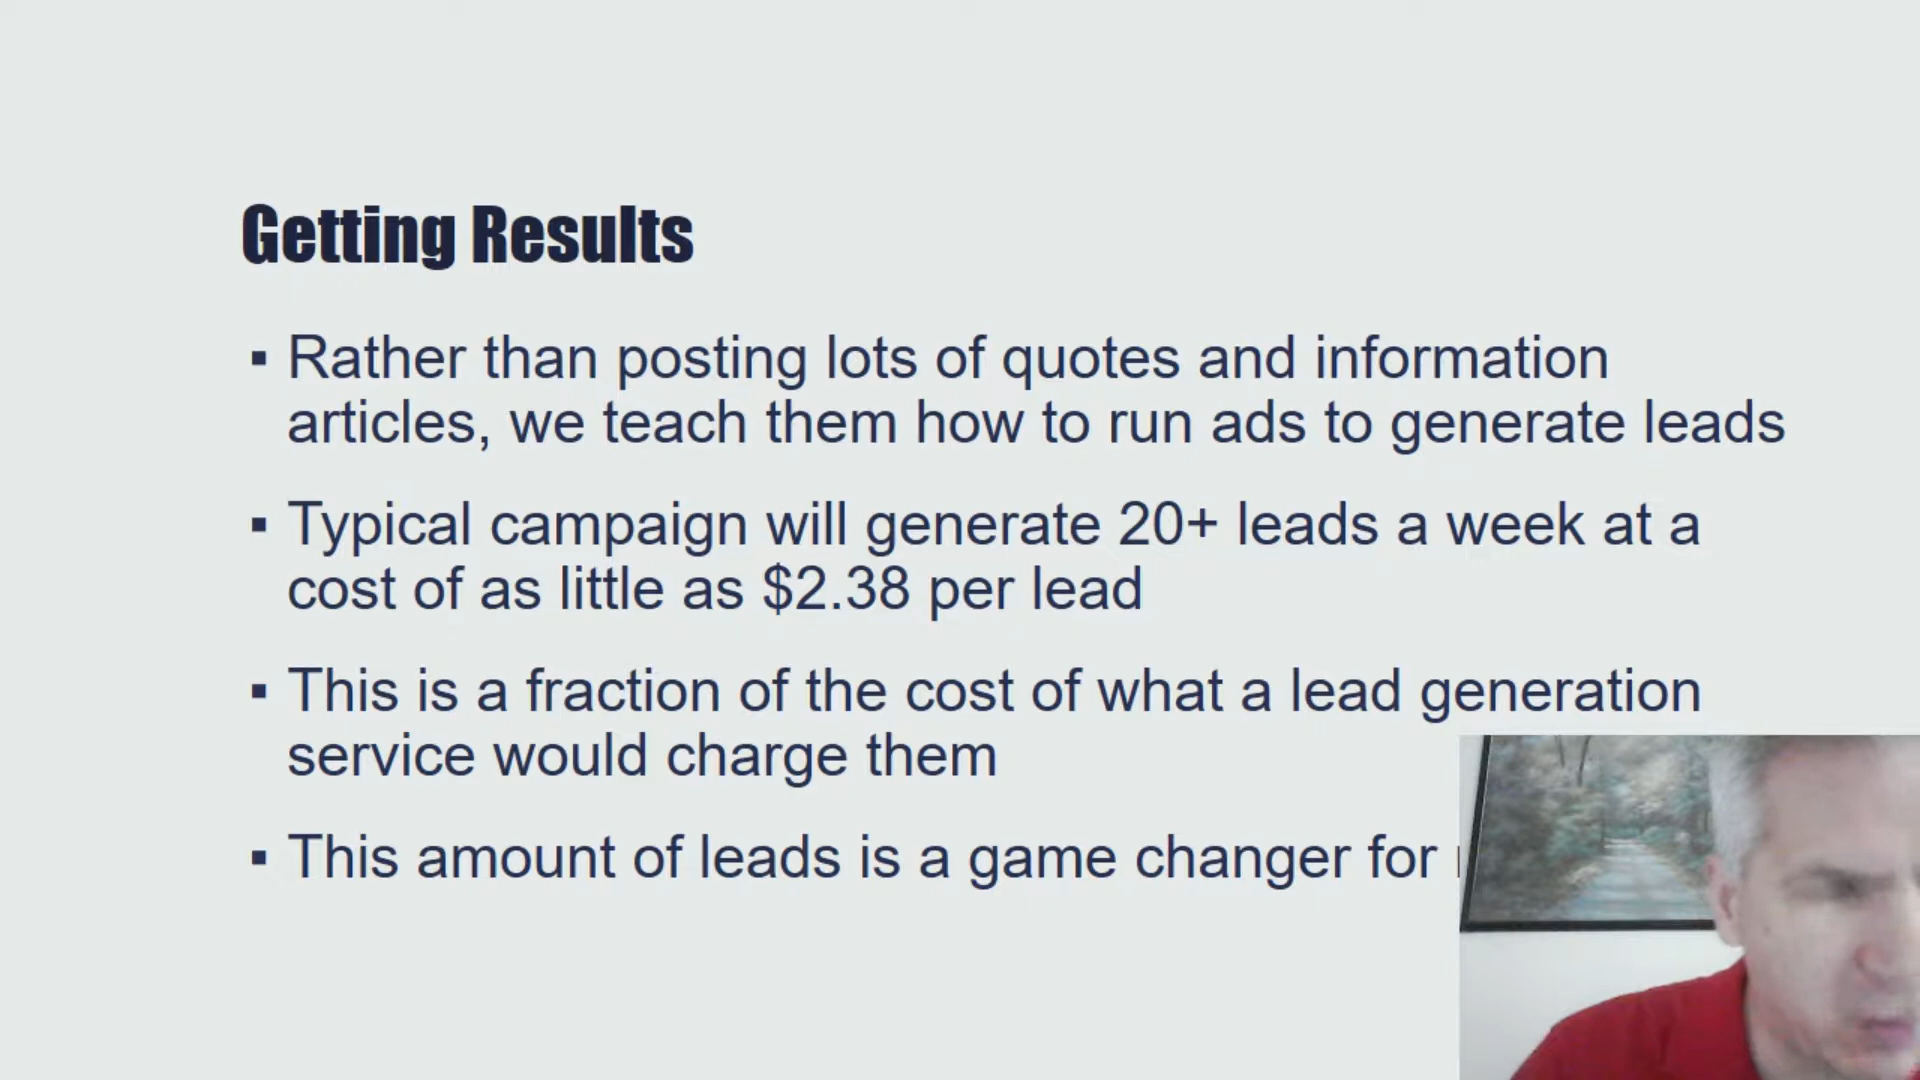 Getting Results
▪ Rather than posting lots of quotes and information
articles, we teach them how to run ads to generate leads
▪ Typical campaign will generate 20+ leads a week at a
cost of as little as $2.38 per lead
▪ This is a fraction of the cost of what a lead generation
service would charge them
▪ This amount of leads is a game changer for